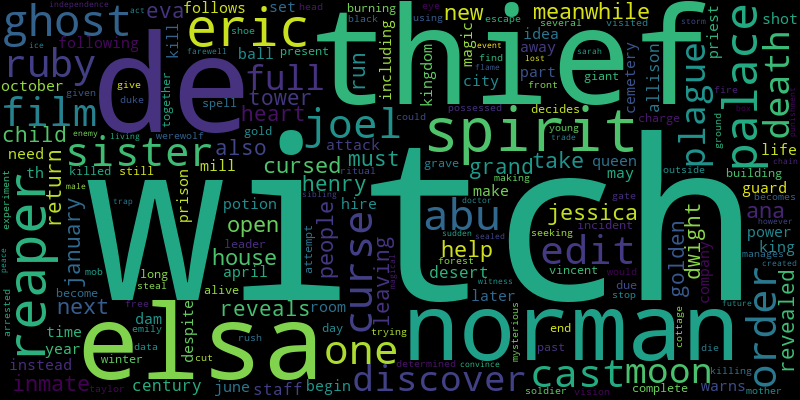 ghost eva follows set head burning shoe black using eye escape storm sarah new meanwhile
act ice visited several priest shot
following eric ball present magic idea away thief
ruby de full run including kingdom city part cemetery allison plague palace death
october given duke spell tower heart
film together werewolf possessed could front giant event find lost flame farewell
enemy living gold joel spirit decides young trade charge fire ground
child sister also attack must grand take queen may building life
need th killed still mill cursed grave henry make outside guard
reaper return prison witch potion hire people curse abu jessica ana
experiment male trap open ritual sibling doctor making help seeking incident gate becomes however
january house leader attempt sudden sealed forest desert edit vincent golden dwight power king
peace mob long steal april alive room leaving magical later would due stop company order revealed
next become free reveals day trying mysterious norman created
arrested dam despite elsa one end past witness die future
time year emily data cut rush discover determined convince cast moon killing cottage mother
instead winter june begin warns complete
inmate taylor century staff soldier vision
independence